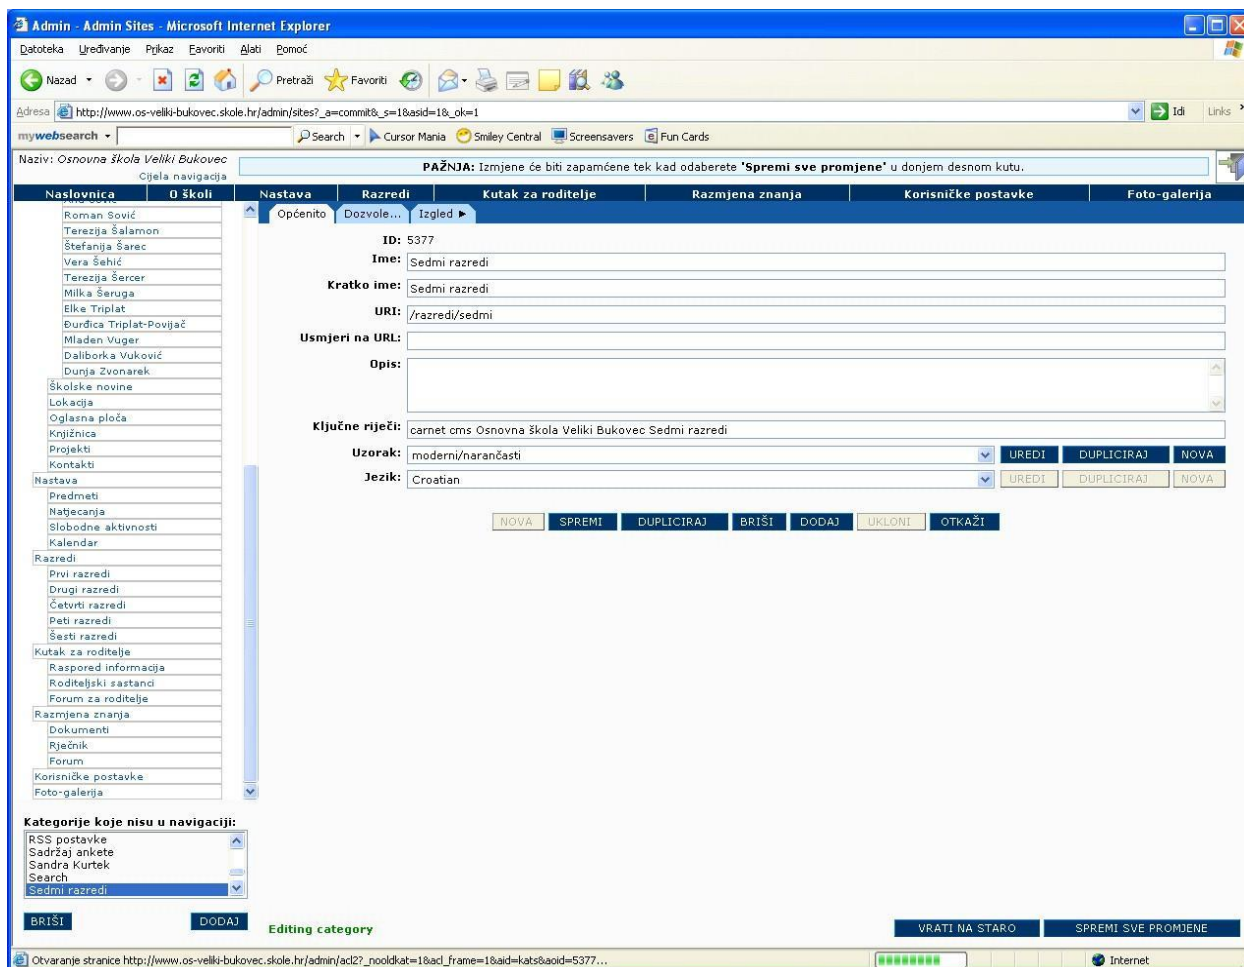 Admin - Admin Sites - Microsoft Internet Explorer
Datoteka Uređivanje Prikaz Favoriti Alati Pomoć
Nazad Pretraži Favoriti
Adresa http://www.os-veliki-bukovec.skole.hr/admin/sites?_a=commit&_s=1&asid=1&_ok=1 Idi Links
mywebsearch Search Cursor Mania Smiley Central Screensavers Fun Cards
Naziv: Osnovna škola Veliki Bukovec
Cijela navigacija
PAŽNJA: Izmjene će biti zapamćene tek kad odaberete 'Spremi sve promjene' u donjem desnom kutu.
Naslovnica O školi Nastava Razredi Kutak za roditelje Razmjena znanja Korisničke postavke Foto-galerija
Roman Sović
Terezija Šalamon
Štefanija Šarec
Vera Šehić
Terezija Šercer
Milka Šeruga
Elke Triplat
Đurđica Triplat-Povijač
Mladen Vuger
Daliborka Vuković
Dunja Zvonarek
Školske novine
Lokacija
Oglasna ploča
Knjižnica
Projekti
Kontakti
Nastava
Predmeti
Natjecanja
Slobodne aktivnosti
Kalendar
Razredi
Prvi razredi
Drugi razredi
Četvrti razredi
Peti razredi
Šesti razredi
Kutak za roditelje
Raspored informacija
Roditeljski sastanci
Forum za roditelje
Razmjena znanja
Dokumenti
Rječnik
Forum
Korisničke postavke
Foto-galerija
Kategorije koje nisu u navigaciji:
RSS postavke
Sadržaj ankete
Sandra Kurtek
Search
Sedmi razredi
BRIŠI DODAJ
Općenito Dozvole... Izgled
ID: 5377
Ime: Sedmi razredi
Kratko ime: Sedmi razredi
URI: /razredi/sedmi
Usmjeri na URL:
Opis:
Ključne riječi: carnet cms Osnovna škola Veliki Bukovec Sedmi razredi
Uzorak: moderni/narančasti UREDI DUPLICIRAJ NOVA
Jezik: Croatian UREDI DUPLICIRAJ NOVA
NOVA SPREMI DUPLICIRAJ BRIŠI DODAJ UKLONI OTKAŽI
Editing category
VRATI NA STARO SPREMI SVE PROMJENE
Otvaranje stranice http://www.os-veliki-bukovec.skole.hr/admin/acl2?_nooldkat=1&acl_frame=1&aid=kats&aoid=5377... Internet